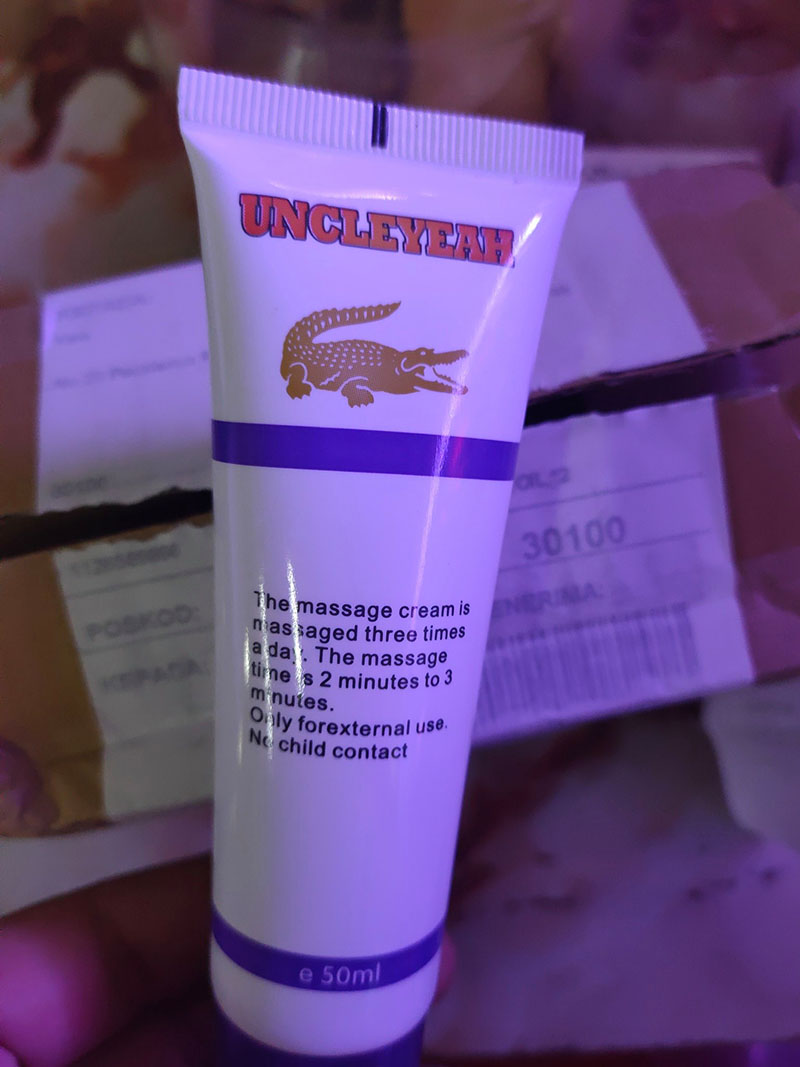 UNCLEYEAH
The massage cream is
massaged three times
a day. The massage
time is 2 minutes to 3
minutes.
Only forexternal use.
No child contact
e 50ml
30100
POSKOD:
KEPADA: